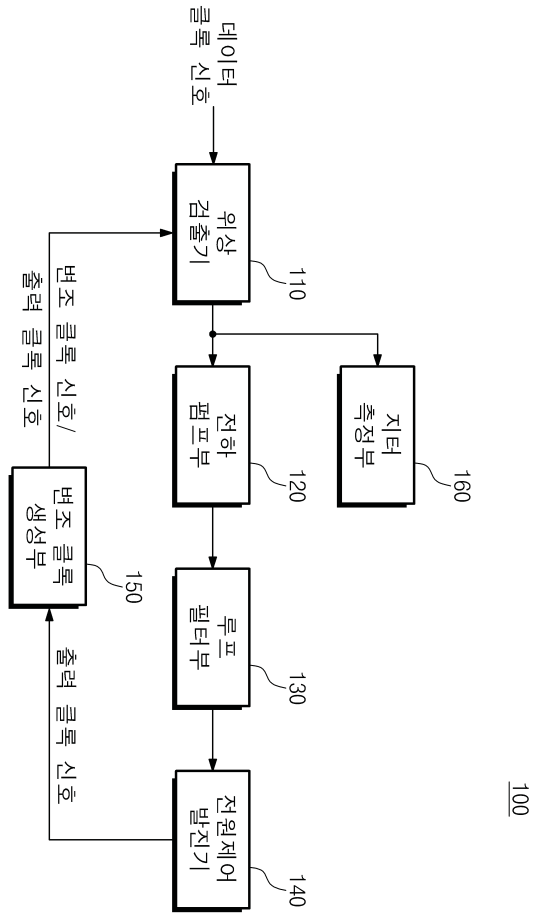 100
데이터
클록 신호
위상
검출기
110
지터
측정부
160
전하
펌프부
120
루프
필터부
130
전원제어
발진기
140
변조 클록 신호/
출력 클록 신호
변조 클록
생성부
150
출력 클록 신호